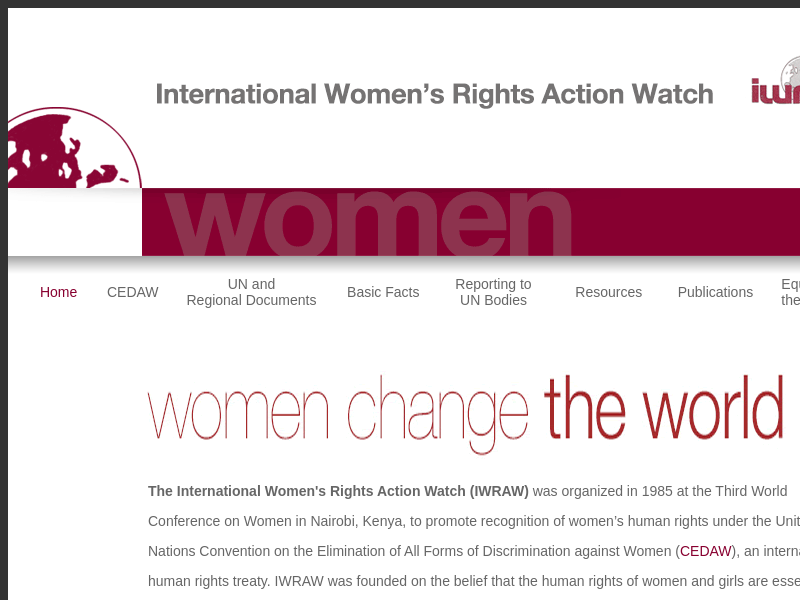 International Women's Rights Action Watch
women
Home
CEDAW
UN and
Regional Documents
Basic Facts
Reporting to
UN Bodies
Resources
Publications
women change the world
The International Women's Rights Action Watch (IWRAW) was organized in 1985 at the Third World
Conference on Women in Nairobi, Kenya, to promote recognition of women’s human rights under the
Nations Convention on the Elimination of All Forms of Discrimination against Women (CEDAW), an
human rights treaty. IWRAW was founded on the belief that the human rights of women and girls are